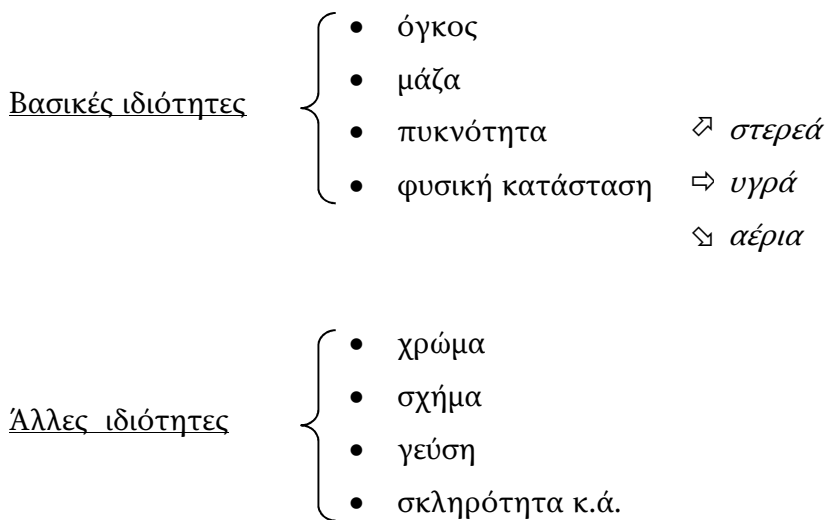 • όγκος
• μάζα
Βασικές ιδιότητες
• πυκνότητα ⬀ στερεά
• φυσική κατάσταση ⇨ υγρά
⬂ αέρια
• χρώμα
• σχήμα
Άλλες ιδιότητες
• γεύση
• σκληρότητα κ.ά.